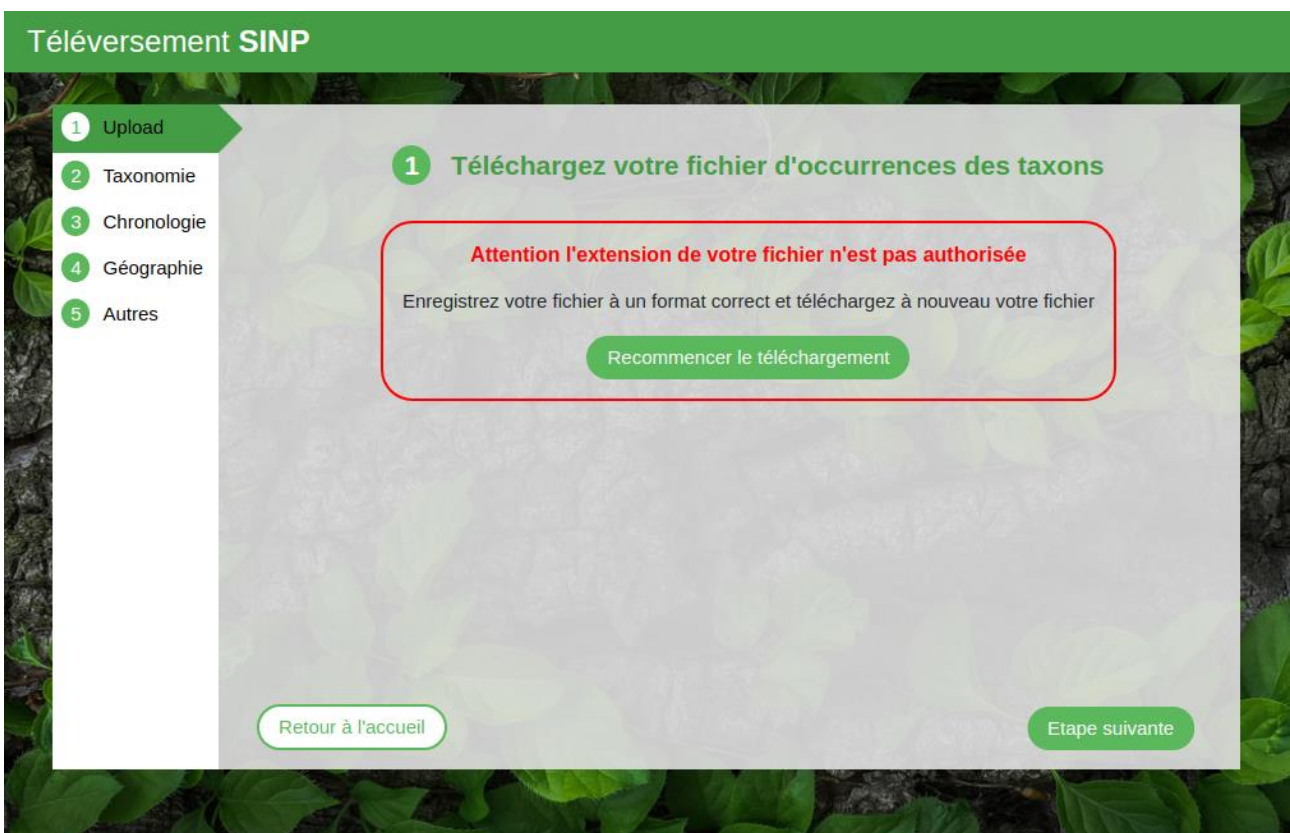 Téléversement SINP
1 Upload
2 Taxonomie
3 Chronologie
4 Géographie
5 Autres
1 Téléchargez votre fichier d'occurrences des taxons
Attention l'extension de votre fichier n'est pas authorisée
Enregistrez votre fichier à un format correct et téléchargez à nouveau votre fichier
Recommencer le téléchargement
Retour à l'accueil
Etape suivante